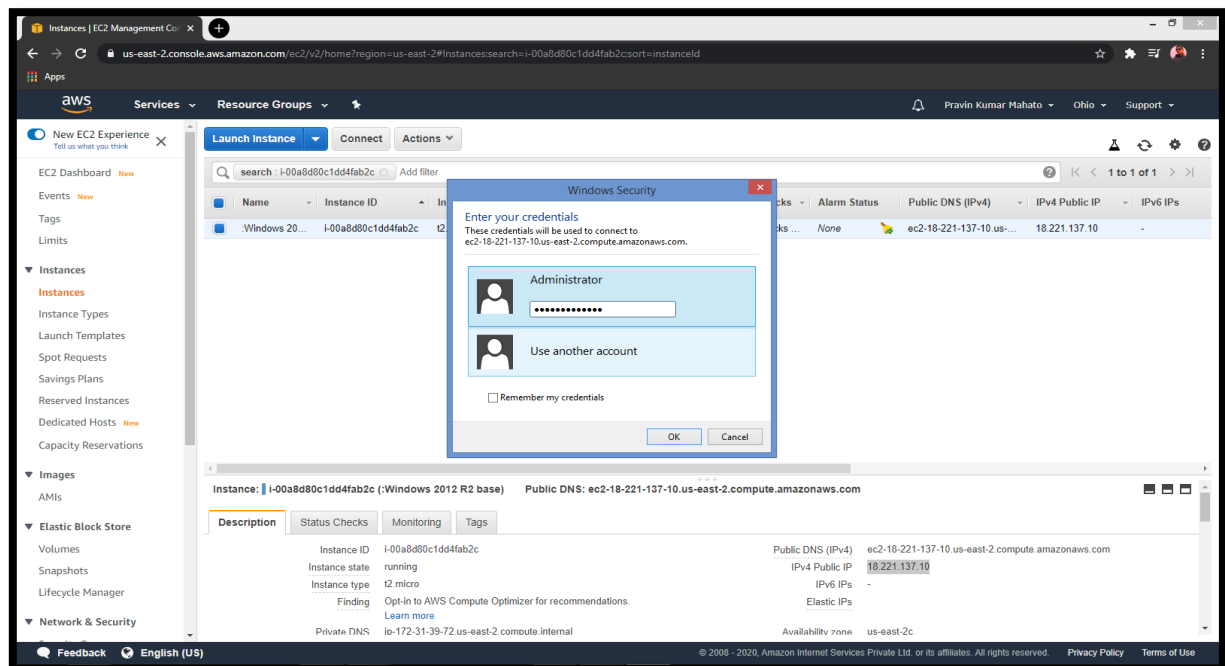 Instances | EC2 Management Con
us-east-2.console.aws.amazon.com/ec2/v2/home?region=us-east-2#Instances:search=i-00a8d80c1dd4fab2c;sort=instanceId
Apps
aws Services Resource Groups Pravin Kumar Mahato Ohio Support
New EC2 Experience
Tell us what you think
EC2 Dashboard New
Events New
Tags
Limits
Instances
Instances
Instance Types
Launch Templates
Spot Requests
Savings Plans
Reserved Instances
Dedicated Hosts New
Capacity Reservations
Images
AMIs
Elastic Block Store
Volumes
Snapshots
Lifecycle Manager
Network & Security
Launch Instance Connect Actions
search : i-00a8d80c1dd4fab2c Add filter 1 to 1 of 1
Name Instance ID In cks Alarm Status Public DNS (IPv4) IPv4 Public IP IPv6 IPs
:Windows 20... i-00a8d80c1dd4fab2c t2. cks ... None ec2-18-221-137-10.us-... 18.221.137.10 -
Windows Security
Enter your credentials
These credentials will be used to connect to
ec2-18-221-137-10.us-east-2.compute.amazonaws.com.
Administrator
Use another account
Remember my credentials
OK Cancel
Instance: i-00a8d80c1dd4fab2c (:Windows 2012 R2 base) Public DNS: ec2-18-221-137-10.us-east-2.compute.amazonaws.com
Description Status Checks Monitoring Tags
Instance ID i-00a8d80c1dd4fab2c Public DNS (IPv4) ec2-18-221-137-10.us-east-2.compute.amazonaws.com
Instance state running IPv4 Public IP 18.221.137.10
Instance type t2.micro IPv6 IPs -
Finding Opt-in to AWS Compute Optimizer for recommendations. Elastic IPs
Learn more
Private DNS ip-172-31-39-72.us-east-2.compute.internal Availability zone us-east-2c
Feedback English (US) © 2008 - 2020, Amazon Internet Services Private Ltd. or its affiliates. All rights reserved. Privacy Policy Terms of Use